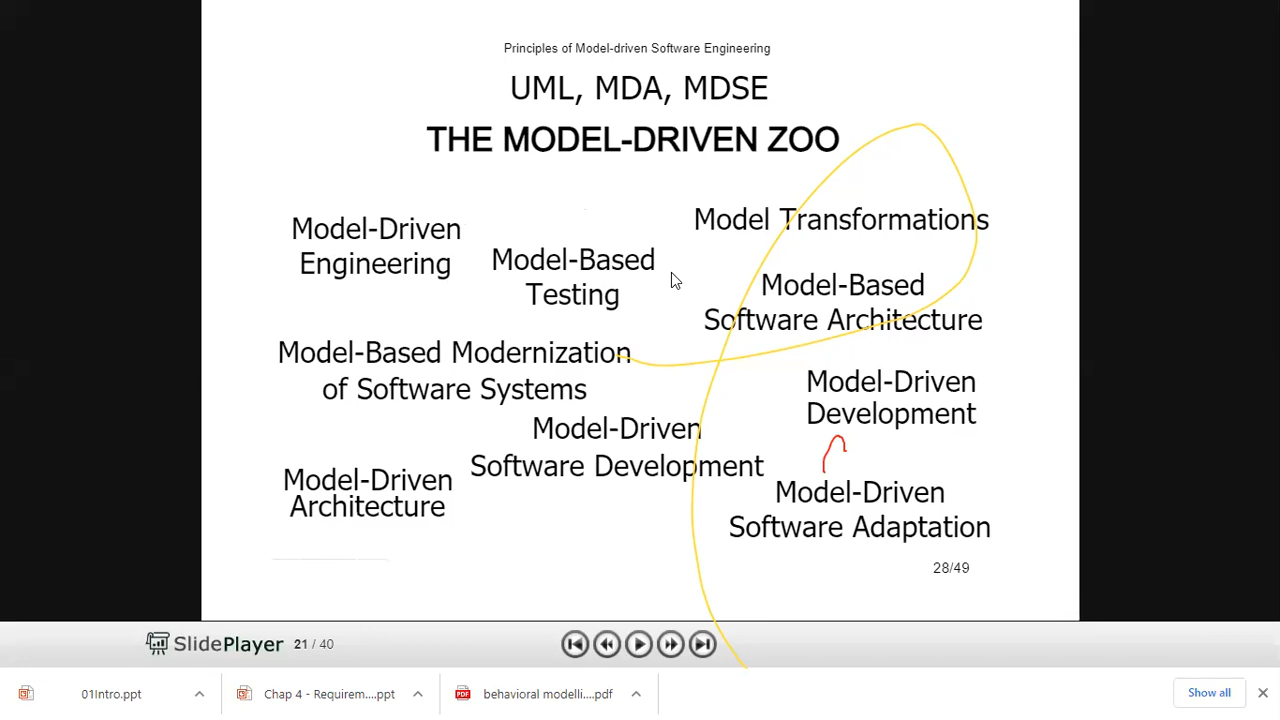 Principles of Model-driven Software Engineering
UML, MDA, MDSE
THE MODEL-DRIVEN ZOO
Model-Driven
Engineering
Model-Based
Testing
Model Transformations
Model-Based
Software Architecture
Model-Based Modernization
of Software Systems
Model-Driven
Development
Model-Driven
Software Development
Model-Driven
Architecture
Model-Driven
Software Adaptation
28/49
SlidePlayer 21 / 40
01Intro.ppt
Chap 4 - Requirem....ppt
behavioral modelli....pdf
Show all